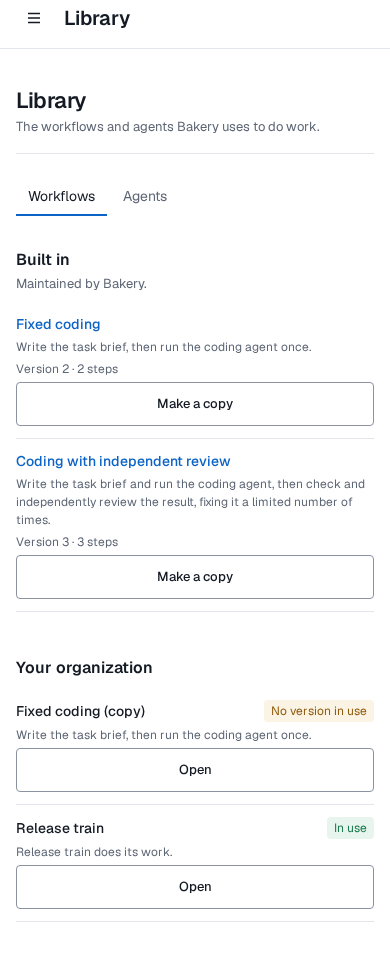 Library
Library
The workflows and agents Bakery uses to do work.
Workflows
Agents
Built in
Maintained by Bakery.
Fixed coding
Write the task brief, then run the coding agent once.
Version 2 · 2 steps
Make a copy
Coding with independent review
Write the task brief and run the coding agent, then check and
independently review the result, fixing it a limited number of
times.
Version 3 · 3 steps
Make a copy
Your organization
Fixed coding (copy)
No version in use
Write the task brief, then run the coding agent once.
Open
Release train
In use
Release train does its work.
Open